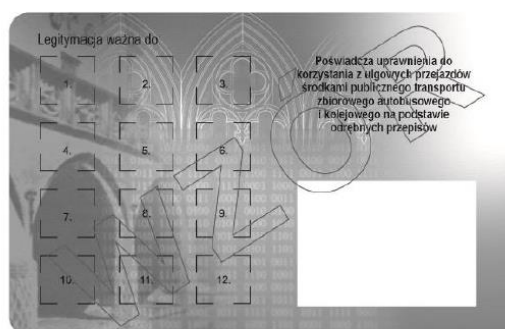 Legitymacja ważna do
1. 2. 3.
4. 5. 6.
7. 8. 9.
10. 11. 12.
Poświadcza uprawnienia do
korzystania z ulgowych przejazdów
środkami publicznego transportu
zbiorowego autobusowego
i kolejowego na podstawie
odrębnych przepisów
WZÓR